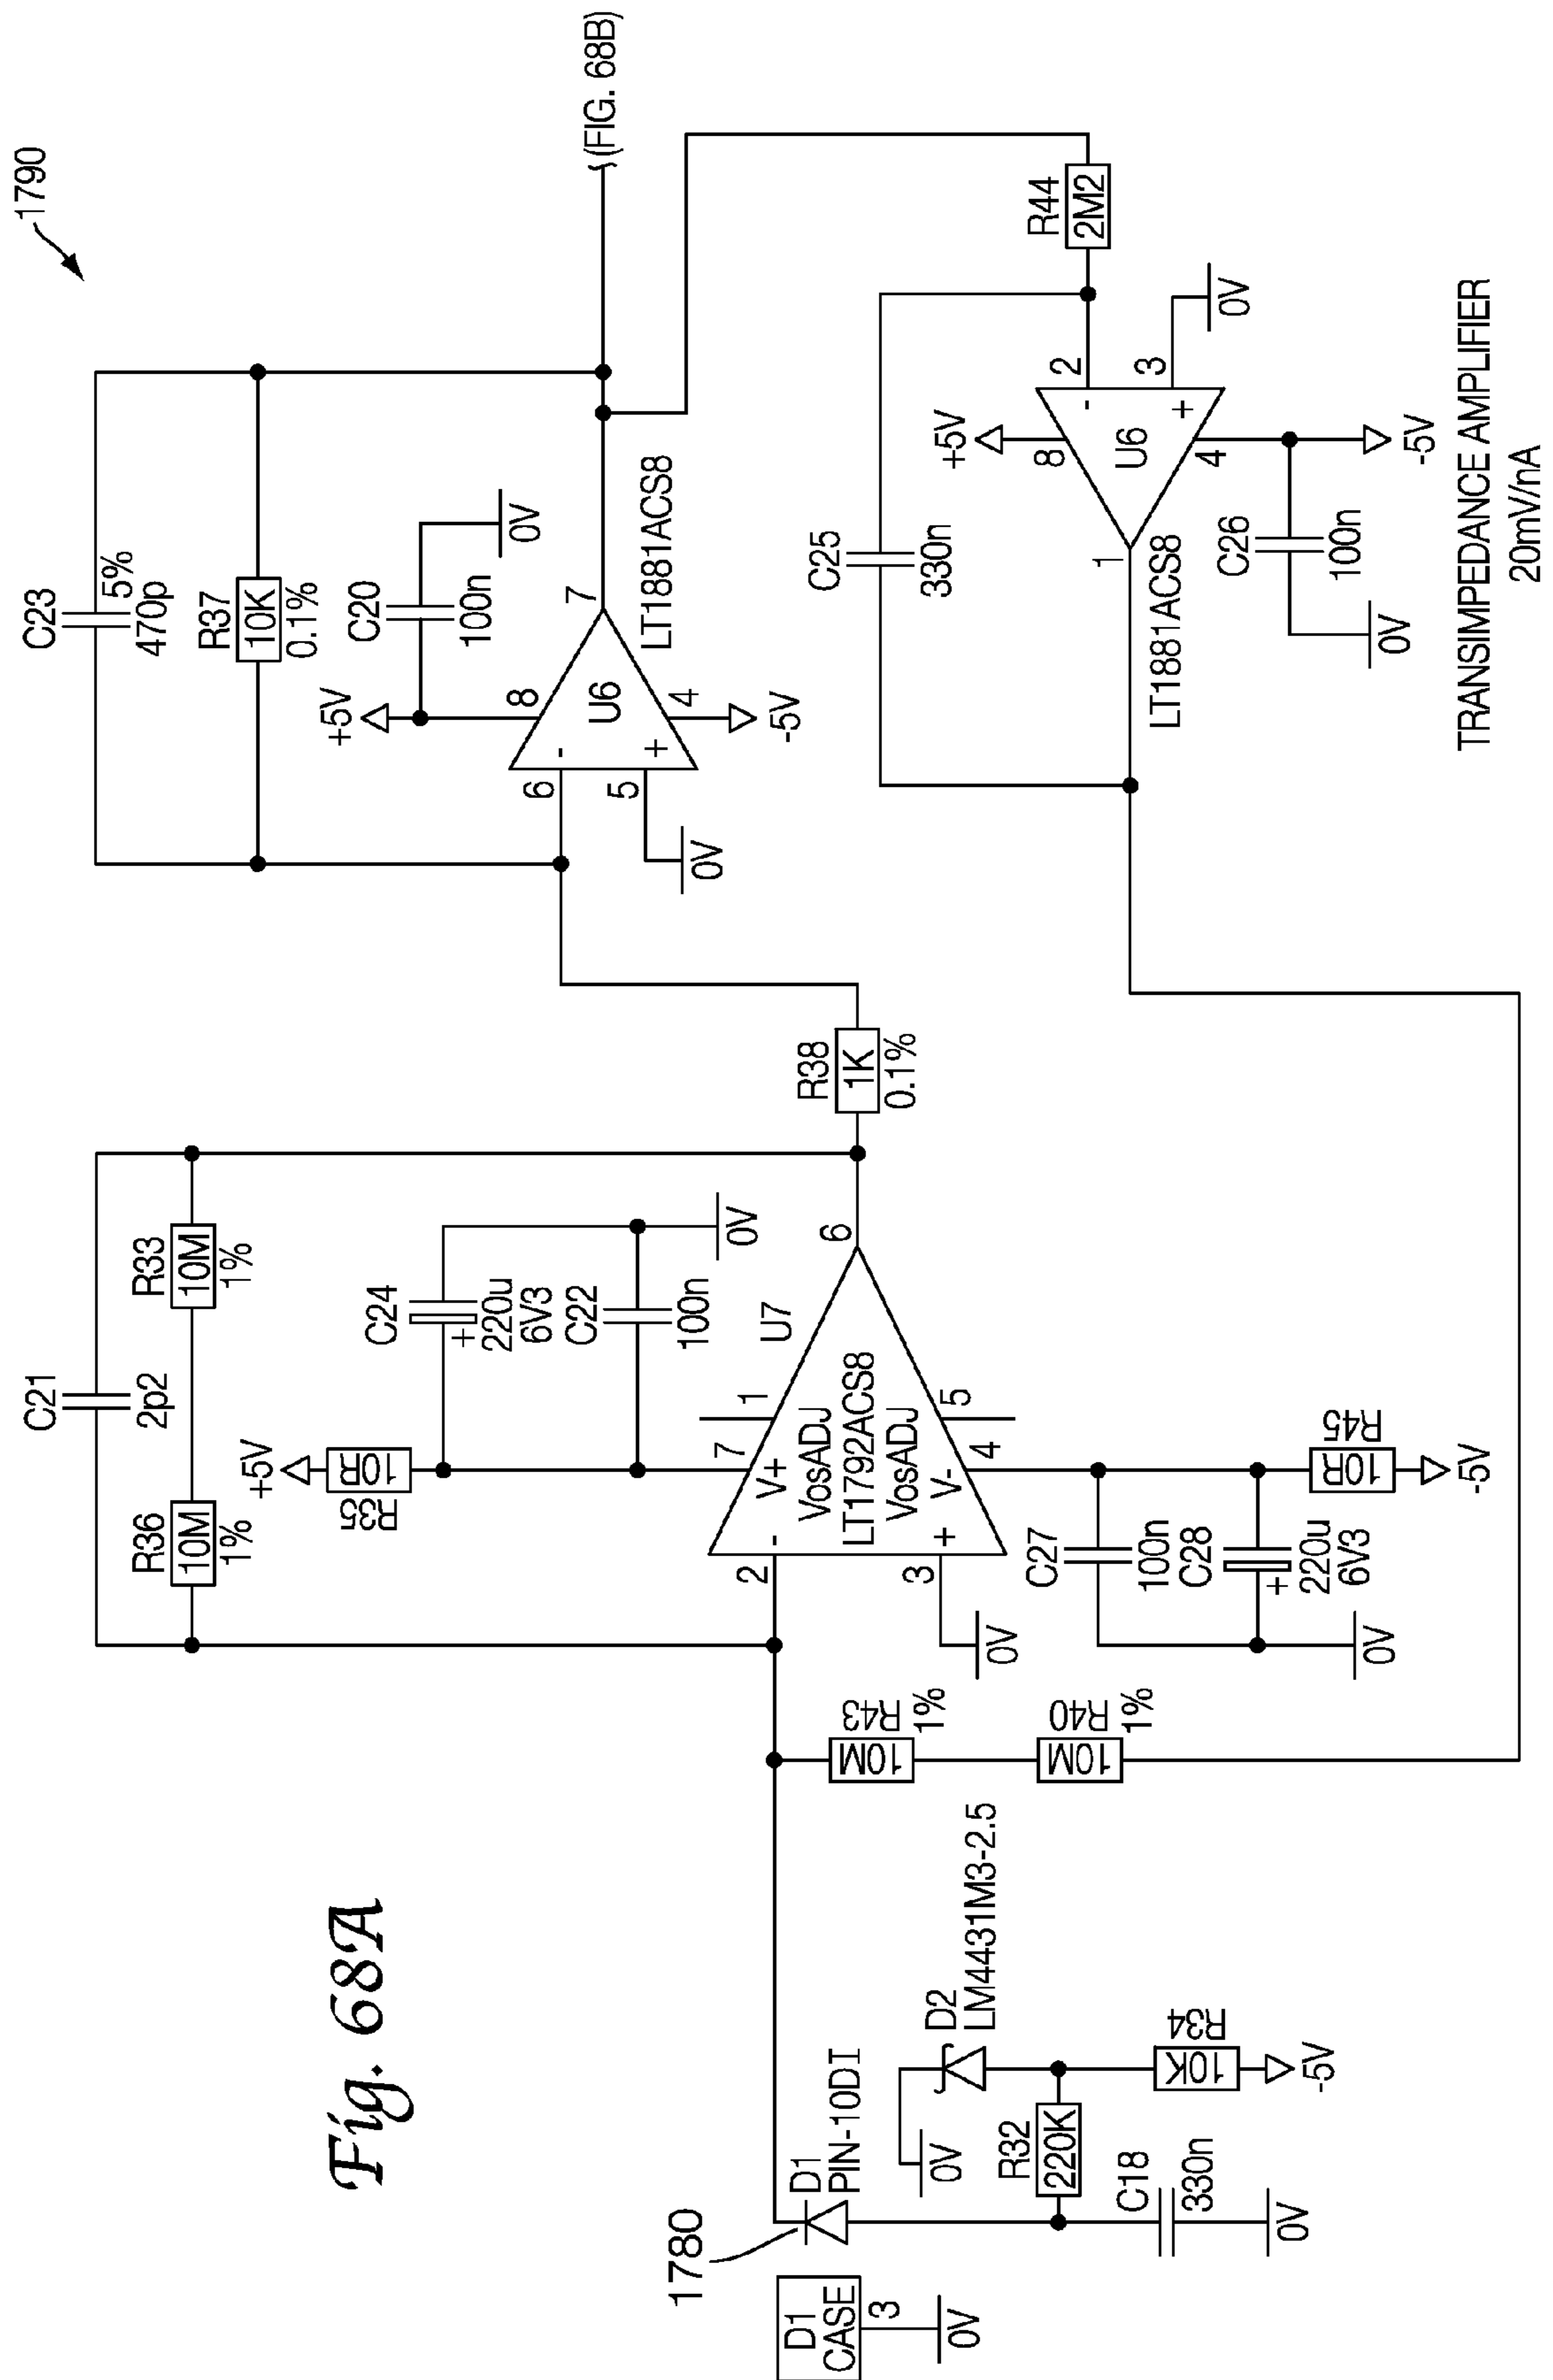 1790
C23
5%
470p
R37
10K
0.1%
C20
100n
0V
+5V
8
6
-
U6
7
5
+
4
0V
-5V
LT1881ACS8
(FIG. 68B)
C21
2p2
R36
10M
1%
R33
10M
1%
+5V
10R
R35
C24
+
220u
6V3
C22
100n
0V
7
1
U7
2
-
V+
VosADJ
LT1792ACS8
VosADJ
V-
3
+
6
4
5
0V
R38
1K
0.1%
C27
100n
C28
+
220u
6V3
0V
10R
R45
-5V
R44
2M2
C25
330n
+5V
8
2
-
U6
1
3
+
4
0V
LT1881ACS8
C26
100n
0V
-5V
TRANSIMPEDANCE AMPLIFIER
20mV/nA
10M
R43
1%
10M
R40
1%
Fig. 68A
1780
D1
PIN-10DI
D1
CASE
3
0V
0V
D2
LM4431M3-2.5
R32
220K
C18
330n
0V
10K
R34
-5V